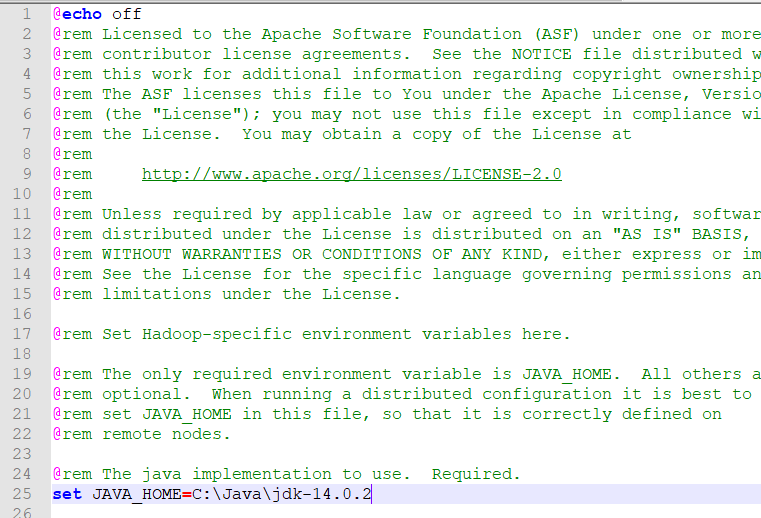 1 @echo off
2 @rem Licensed to the Apache Software Foundation (ASF) under one or more
3 @rem contributor license agreements.  See the NOTICE file distributed
4 @rem this work for additional information regarding copyright ownership
5 @rem The ASF licenses this file to You under the Apache License,
6 @rem (the "License"); you may not use this file except in compliance
7 @rem the License.  You may obtain a copy of the License at
8 @rem
9 @rem     http://www.apache.org/licenses/LICENSE-2.0
10 @rem
11 @rem Unless required by applicable law or agreed to in writing,
12 @rem distributed under the License is distributed on an "AS IS" BASIS,
13 @rem WITHOUT WARRANTIES OR CONDITIONS OF ANY KIND, either express or
14 @rem See the License for the specific language governing permissions
15 @rem limitations under the License.
16
17 @rem Set Hadoop-specific environment variables here.
18
19 @rem The only required environment variable is JAVA_HOME.  All others
20 @rem optional.  When running a distributed configuration it is best to
21 @rem set JAVA_HOME in this file, so that it is correctly defined on
22 @rem remote nodes.
23
24 @rem The java implementation to use.  Required.
25 set JAVA_HOME=C:\Java\jdk-14.0.2
26